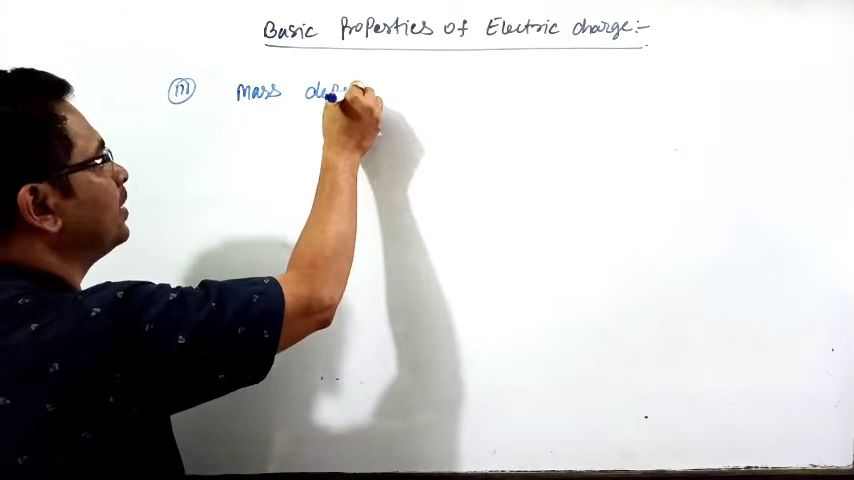 Basic Properties of Electric charge:-
(iii) Mass